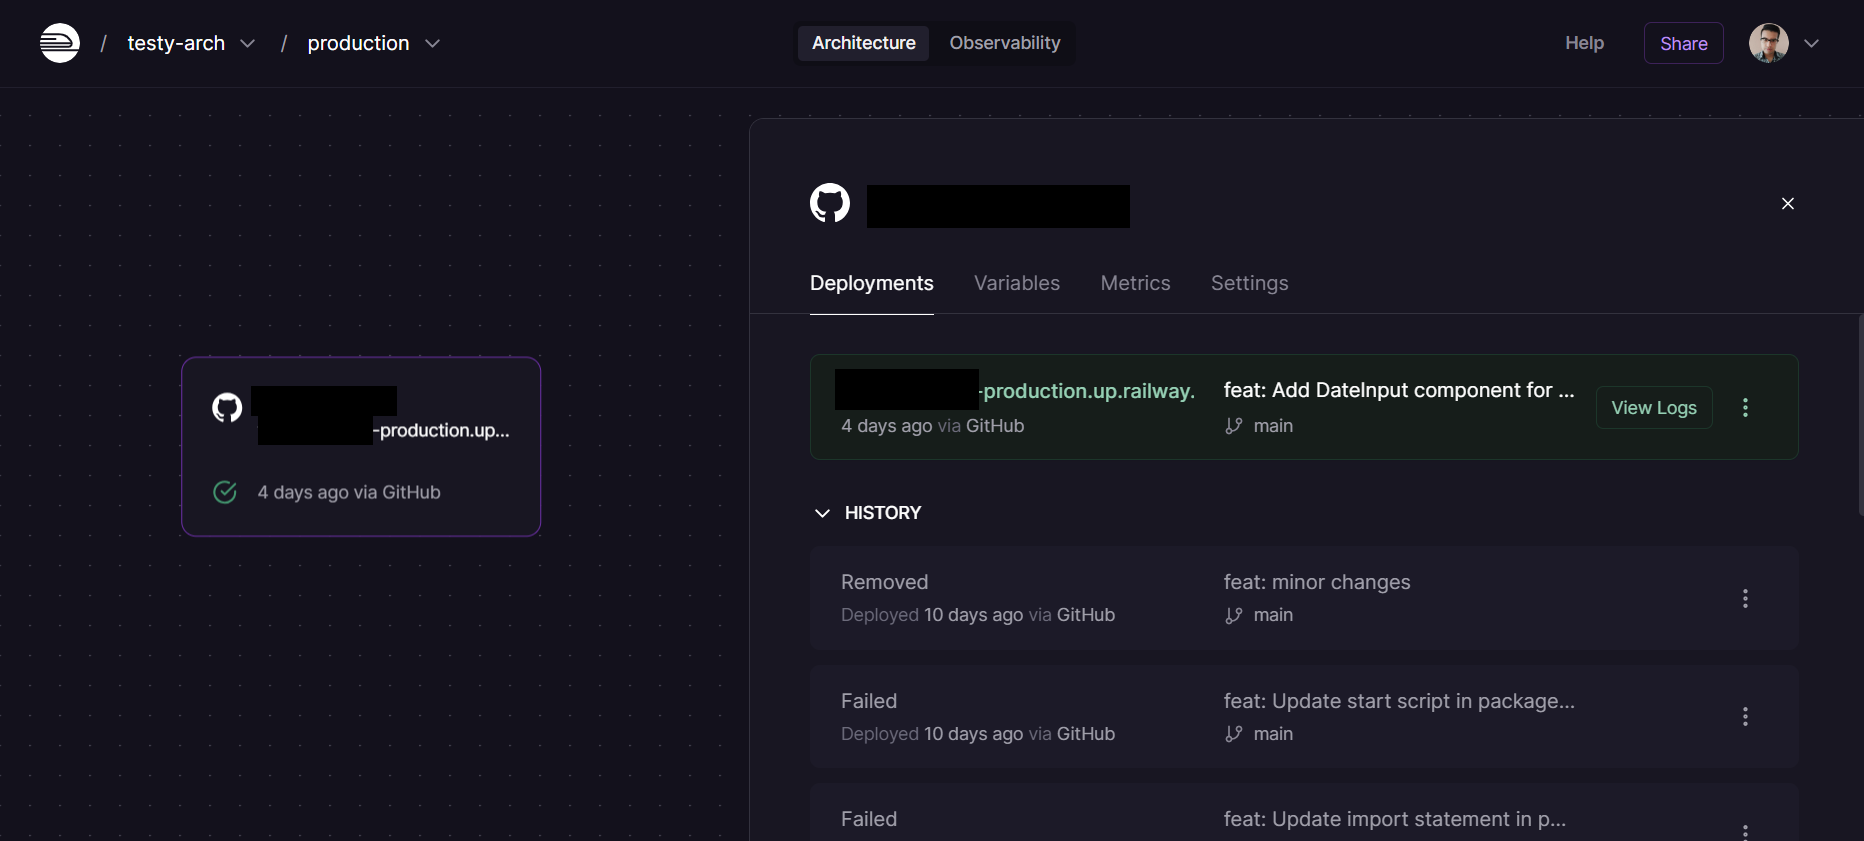 / testy-arch / production
Architecture Observability
Help Share
-production.up...
4 days ago via GitHub
Deployments Variables Metrics Settings
-production.up.railway. feat: Add DateInput component for ...
4 days ago via GitHub main
View Logs
HISTORY
Removed feat: minor changes
Deployed 10 days ago via GitHub main
Failed feat: Update start script in package...
Deployed 10 days ago via GitHub main
Failed feat: Update import statement in p...